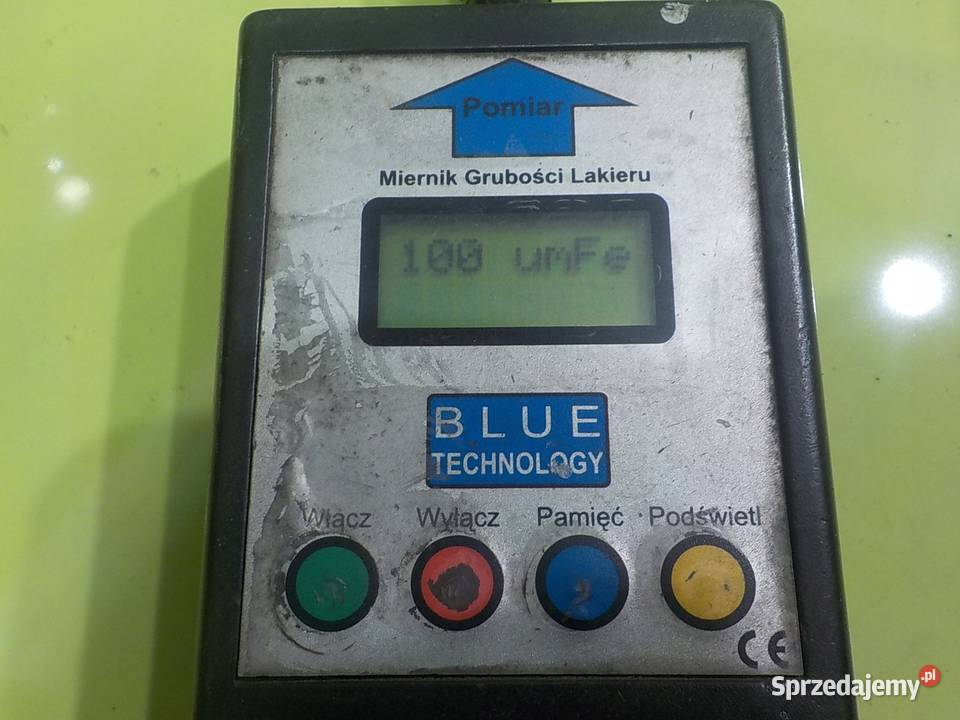 Pomiar
Miernik Grubości Lakieru
100 umFe
BLUE
TECHNOLOGY
Włącz Wyłącz Pamięć Podświetl
CE
Sprzedajemy.pl